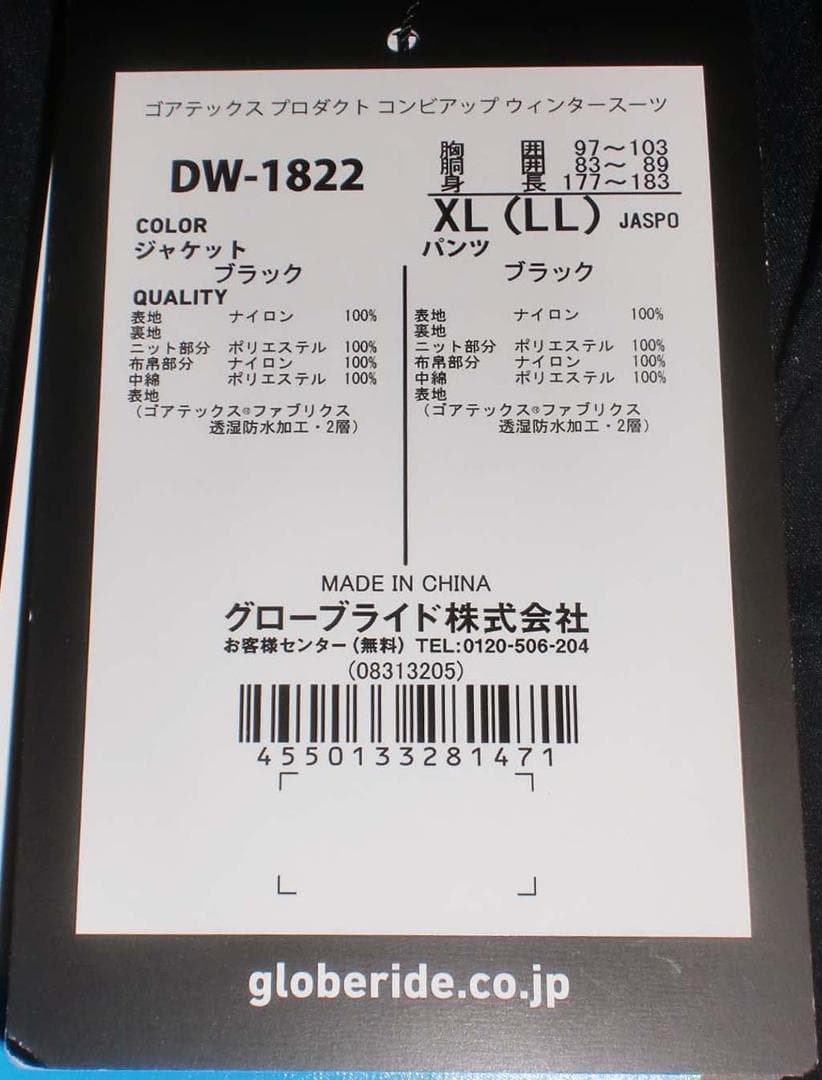 ゴアテックス プロダクト コンビアップ ウィンタースーツ
DW-1822
胸 囲 97～103
胴 囲 83～ 89
身 長 177～183
XL(LL) JASPO
COLOR
ジャケット
ブラック
QUALITY
表地 ナイロン 100%
裏地
ニット部分 ポリエステル 100%
布帛部分 ナイロン 100%
中綿 ポリエステル 100%
表地
(ゴアテックス®ファブリクス
透湿防水加工・2層)
パンツ
ブラック
表地 ナイロン 100%
裏地
ニット部分 ポリエステル 100%
布帛部分 ナイロン 100%
中綿 ポリエステル 100%
表地
(ゴアテックス®ファブリクス
透湿防水加工・2層)
MADE IN CHINA
グローブライド株式会社
お客様センター(無料) TEL:0120-506-204
(08313205)
4550133281471
globeride.co.jp